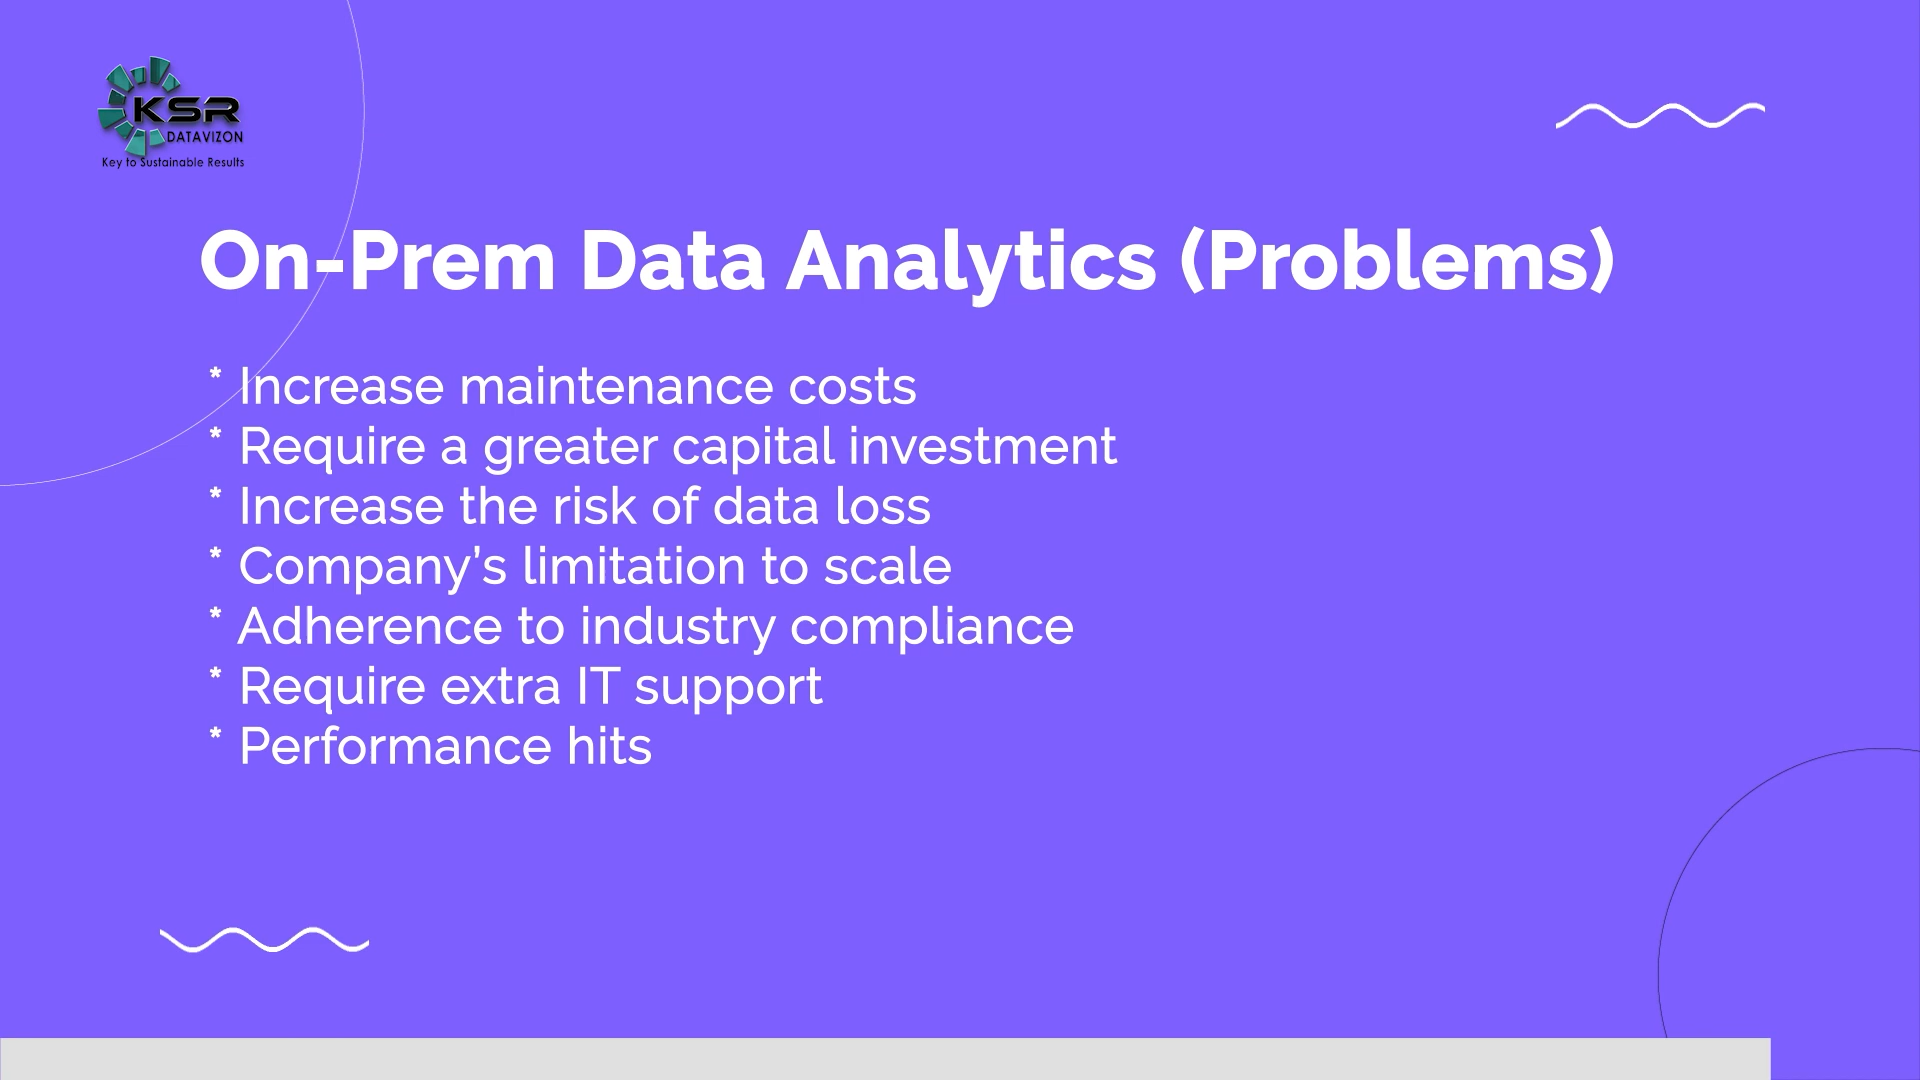 KSR
DATAVIZON
Key to Sustainable Results
On-Prem Data Analytics (Problems)
* Increase maintenance costs
* Require a greater capital investment
* Increase the risk of data loss
* Company’s limitation to scale
* Adherence to industry compliance
* Require extra IT support
* Performance hits